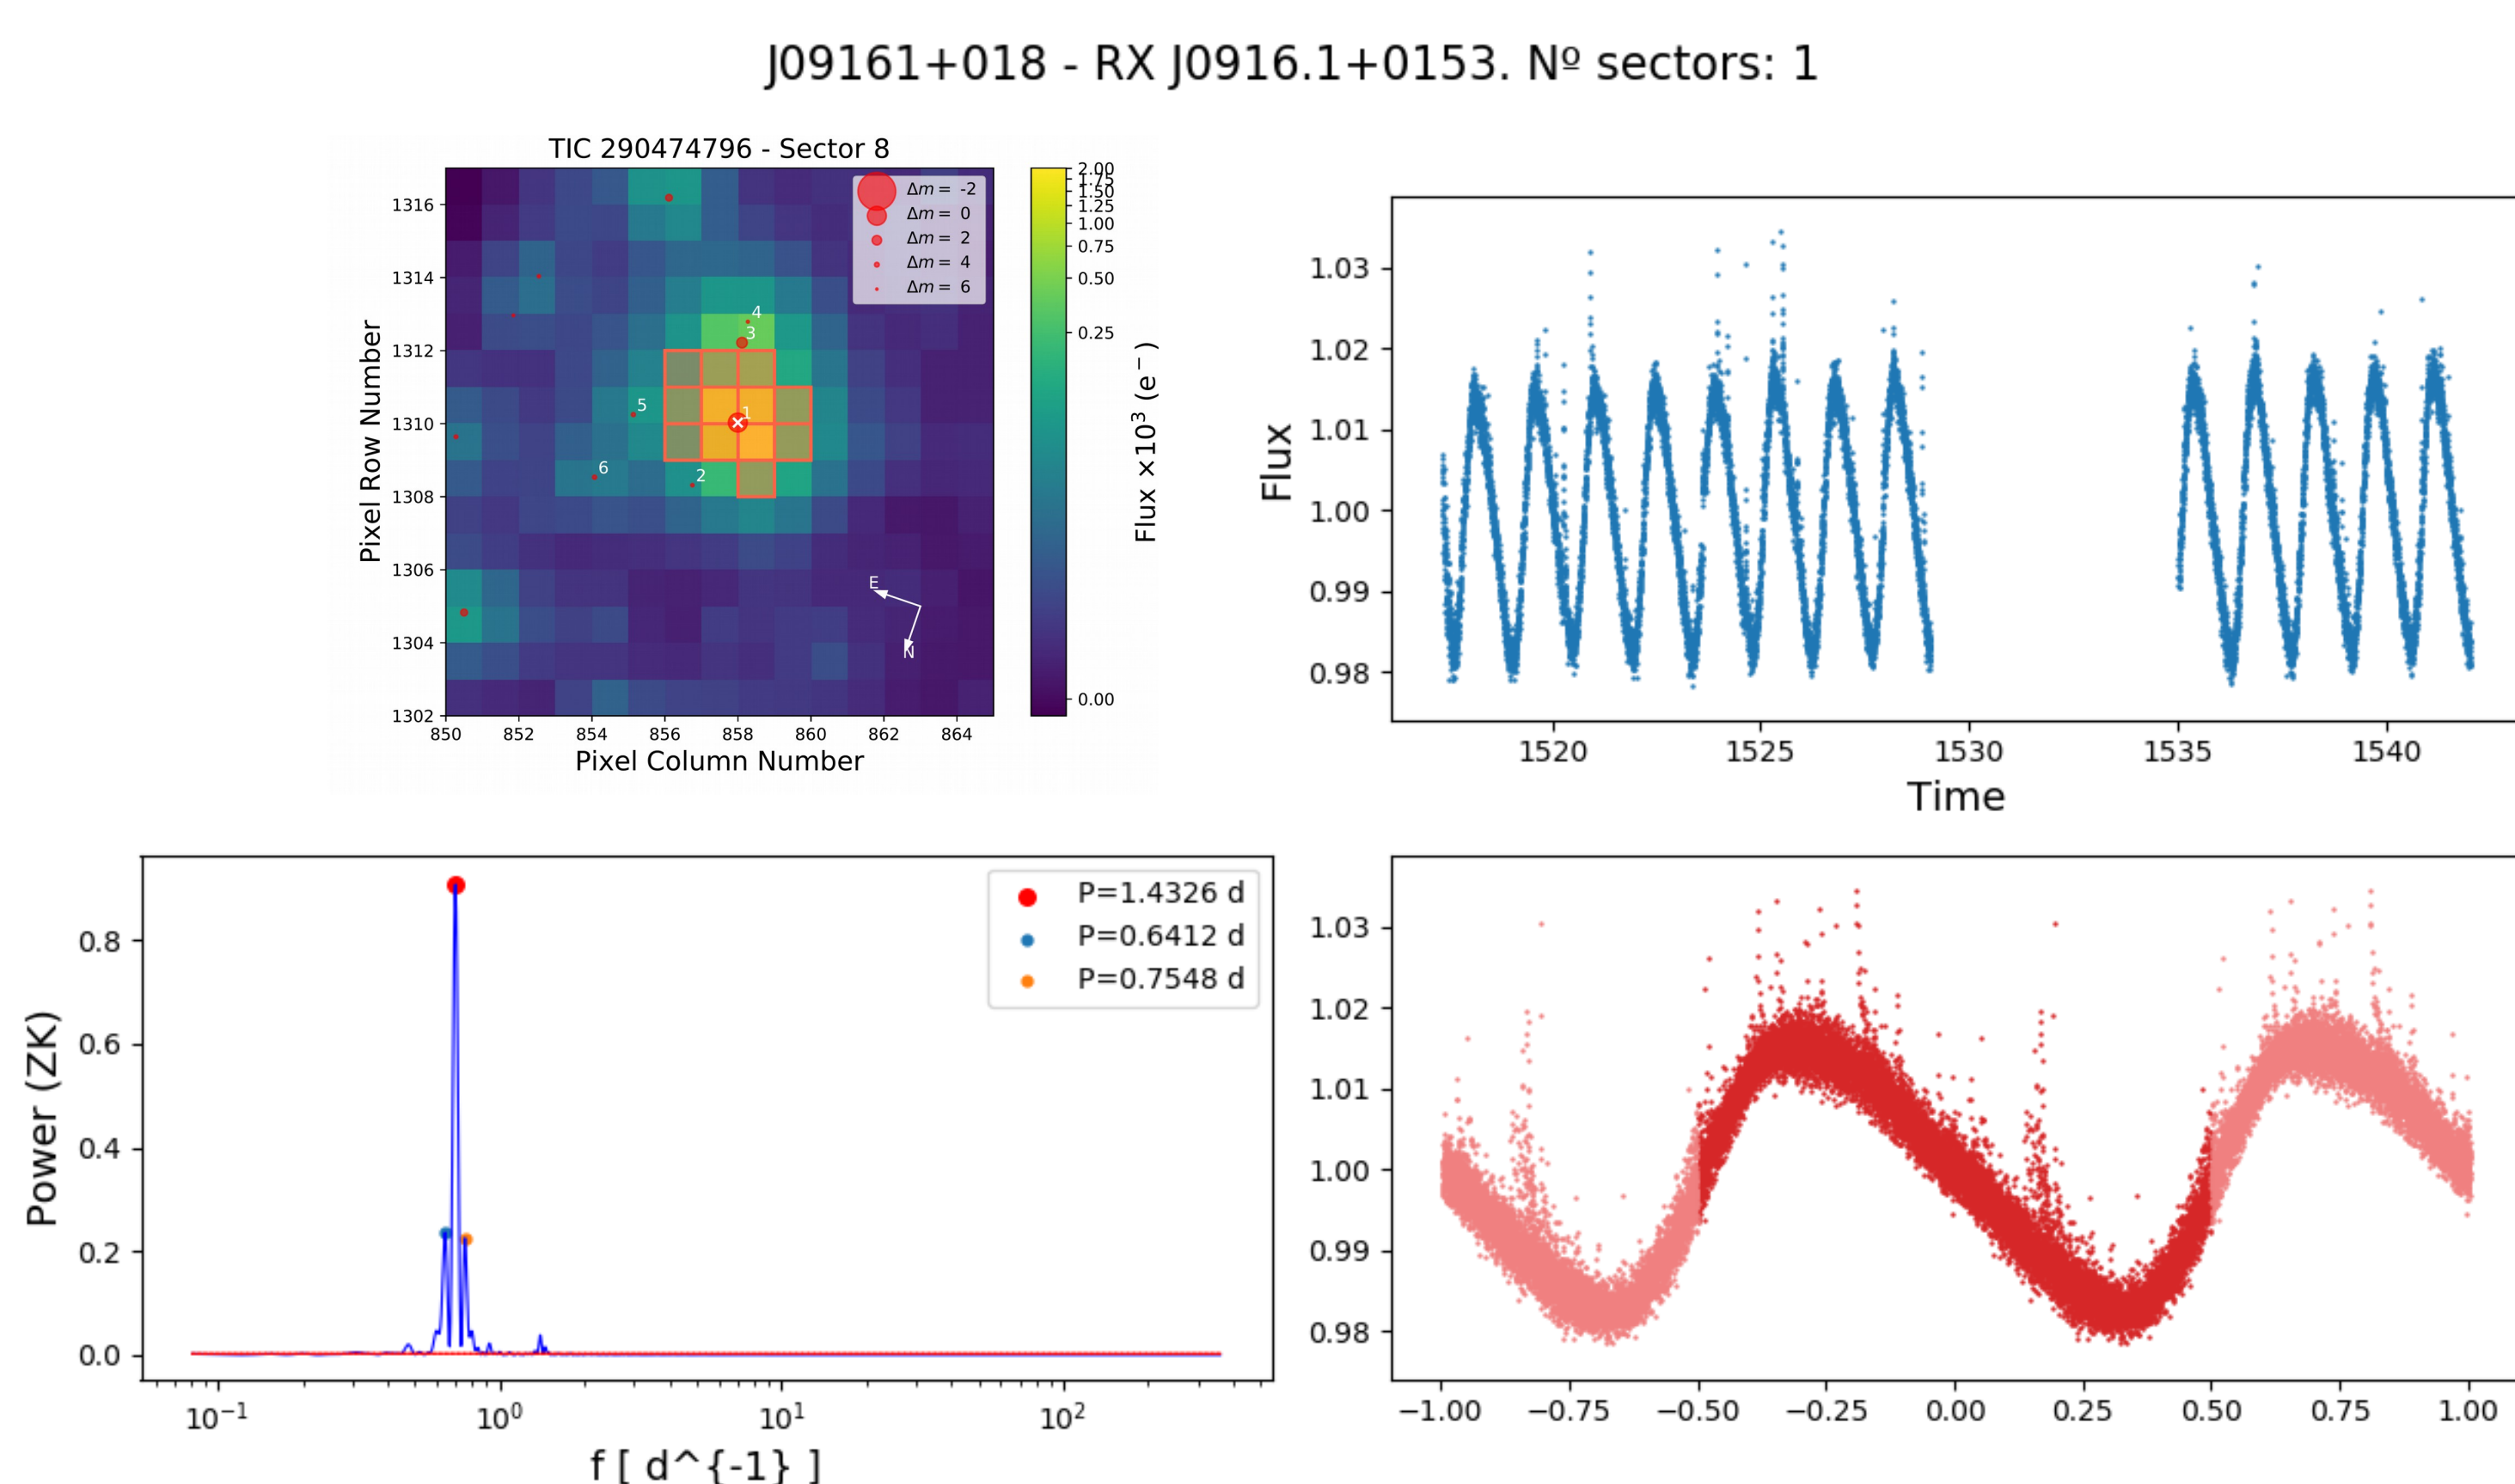 J09161+018 - RX J0916.1+0153. Nº sectors: 1
TIC 290474796 - Sector 8
Δm = -2
Δm = 0
Δm = 2
Δm = 4
Δm = 6
1316
1314
1312
1310
1308
1306
1304
1302
Pixel Row Number
850 852 854 856 858 860 862 864
Pixel Column Number
4
3
1
5
6
2
E
N
2.00
1.75
1.50
1.25
1.00
0.75
0.50
0.25
0.00
Flux ×10³ (e⁻)
1.03
1.02
1.01
1.00
0.99
0.98
Flux
1520 1525 1530 1535 1540
Time
P=1.4326 d
P=0.6412 d
P=0.7548 d
0.8
0.6
0.4
0.2
0.0
Power (ZK)
10⁻¹ 10⁰ 10¹ 10²
f [ d^{-1} ]
1.03
1.02
1.01
1.00
0.99
0.98
−1.00 −0.75 −0.50 −0.25 0.00 0.25 0.50 0.75 1.00